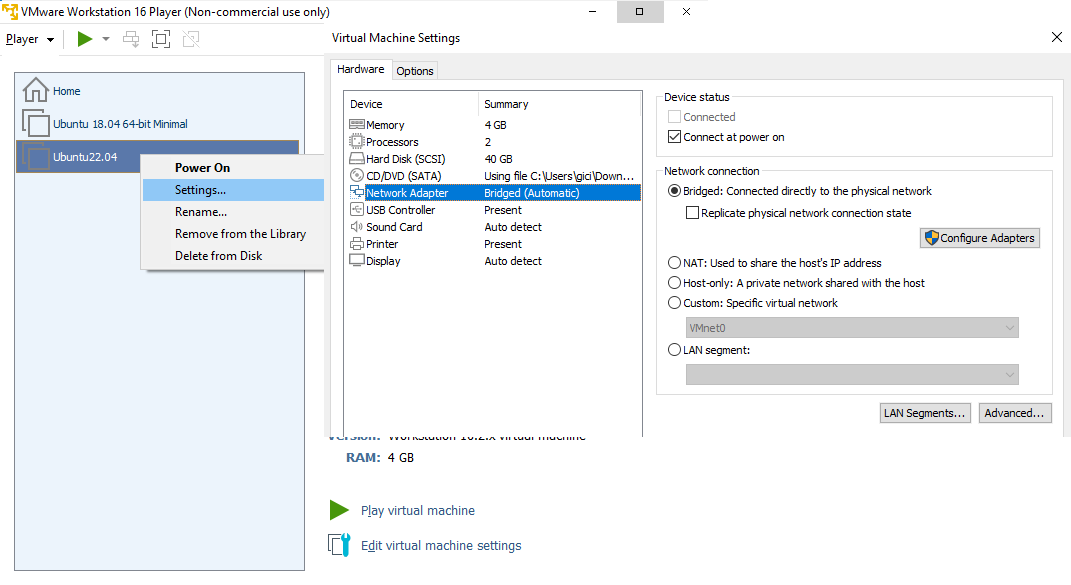 VMware Workstation 16 Player (Non-commercial use only)
Player
Home
Ubuntu 18.04 64-bit Minimal
Ubuntu22.04
Power On
Settings...
Rename...
Remove from the Library
Delete from Disk
Virtual Machine Settings
Hardware
Options
Device Summary
Memory 4 GB
Processors 2
Hard Disk (SCSI) 40 GB
CD/DVD (SATA) Using file C:\Users\gici\Down...
Network Adapter Bridged (Automatic)
USB Controller Present
Sound Card Auto detect
Printer Present
Display Auto detect
Device status
Connected
Connect at power on
Network connection
Bridged: Connected directly to the physical network
Replicate physical network connection state
Configure Adapters
NAT: Used to share the host's IP address
Host-only: A private network shared with the host
Custom: Specific virtual network
VMnet0
LAN segment:
LAN Segments...
Advanced...
Version: Workstation 16.2.x virtual machine
RAM: 4 GB
Play virtual machine
Edit virtual machine settings